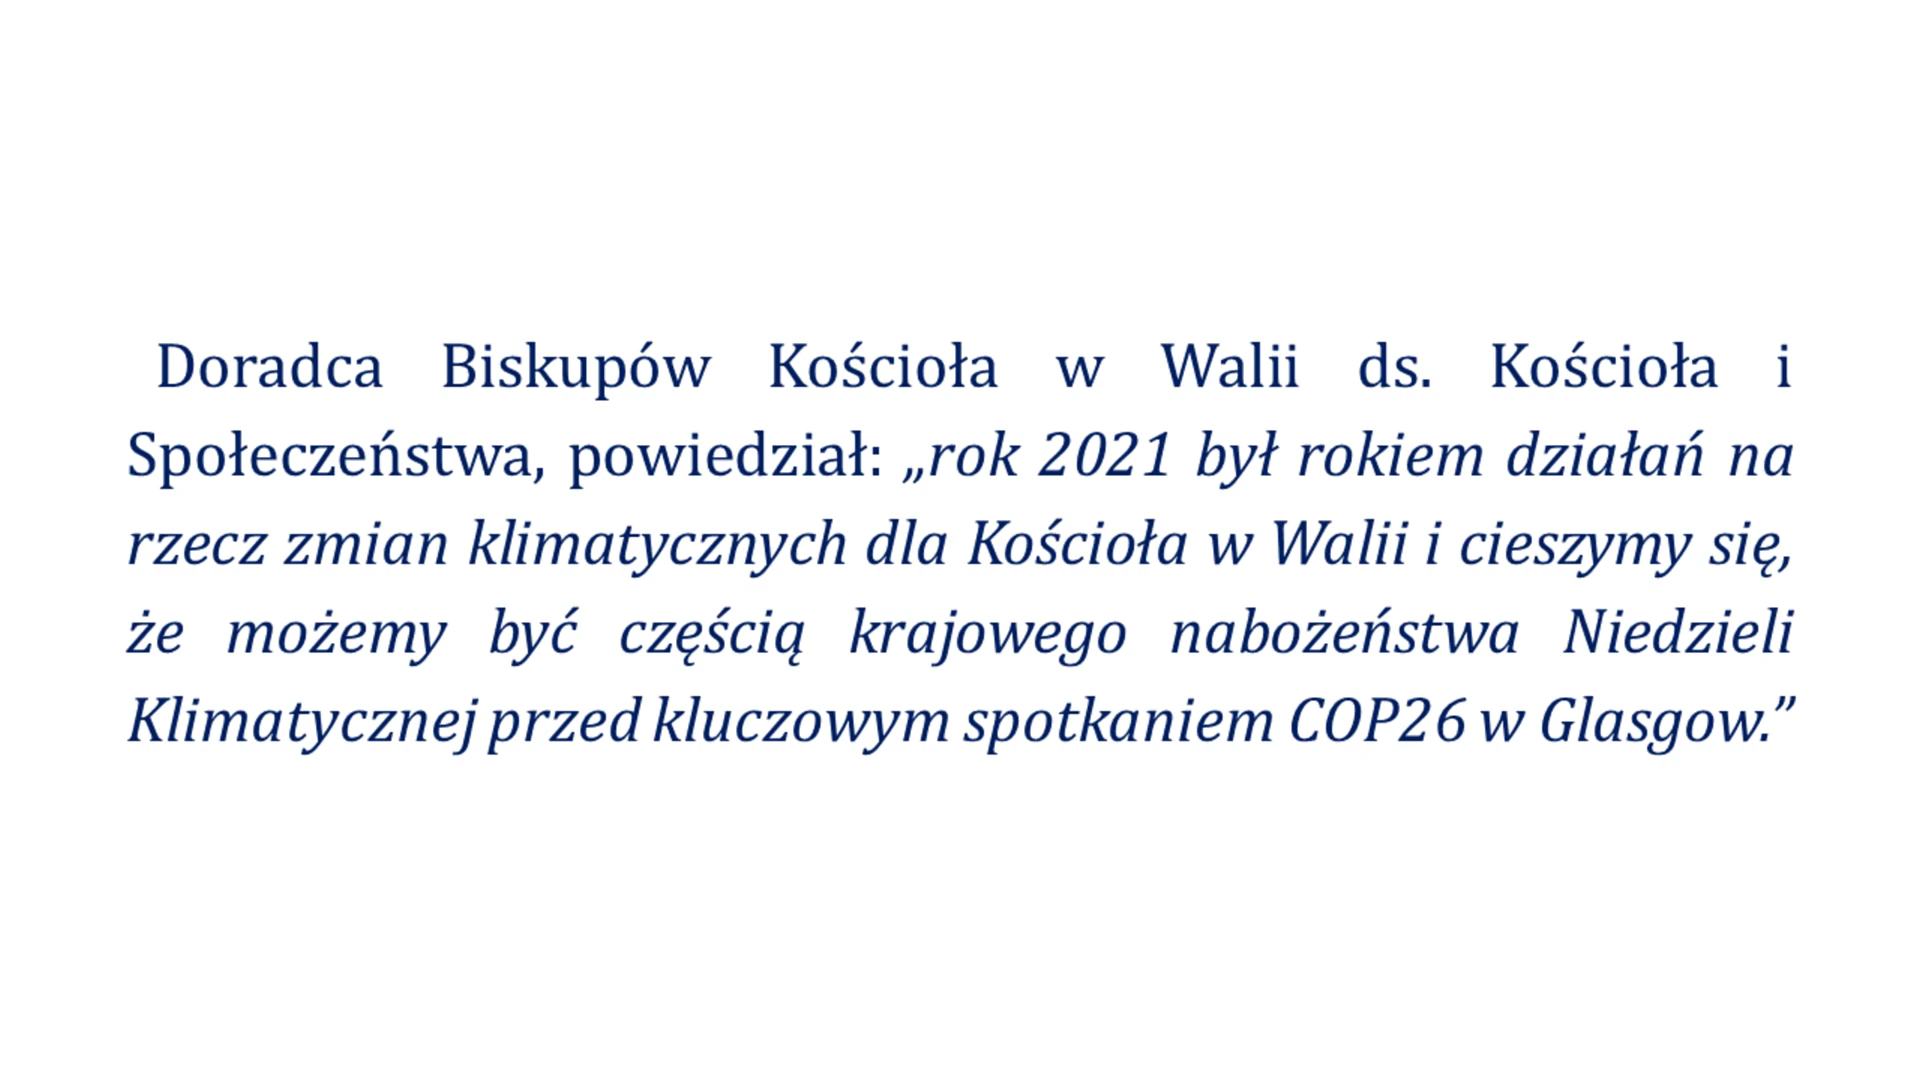 Doradca Biskupów Kościoła w Walii ds. Kościoła i
Społeczeństwa, powiedział: „rok 2021 był rokiem działań na
rzecz zmian klimatycznych dla Kościoła w Walii i cieszymy się,
że możemy być częścią krajowego nabożeństwa Niedzieli
Klimatycznej przed kluczowym spotkaniem COP26 w Glasgow.”